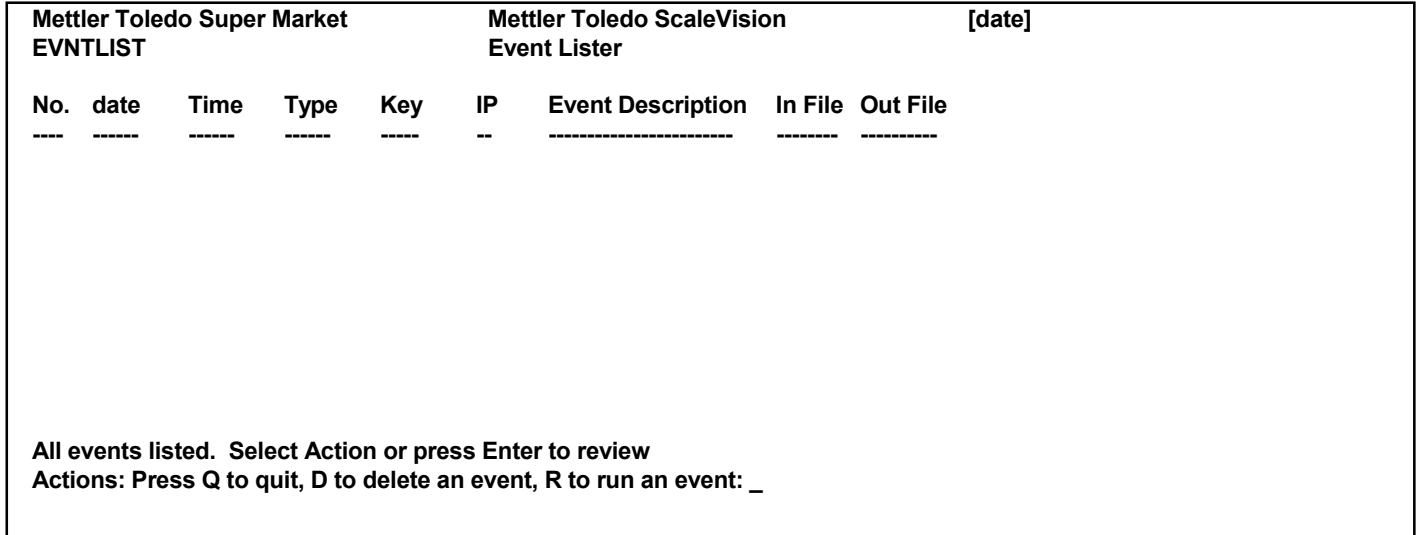 Mettler Toledo Super Market Mettler Toledo ScaleVision [date]
EVNTLIST Event Lister
No. date Time Type Key IP Event Description In File Out File
---- ------ ------ ------ ----- -- ------------------------ -------- ----------
All events listed.  Select Action or press Enter to review
Actions: Press Q to quit, D to delete an event, R to run an event: _